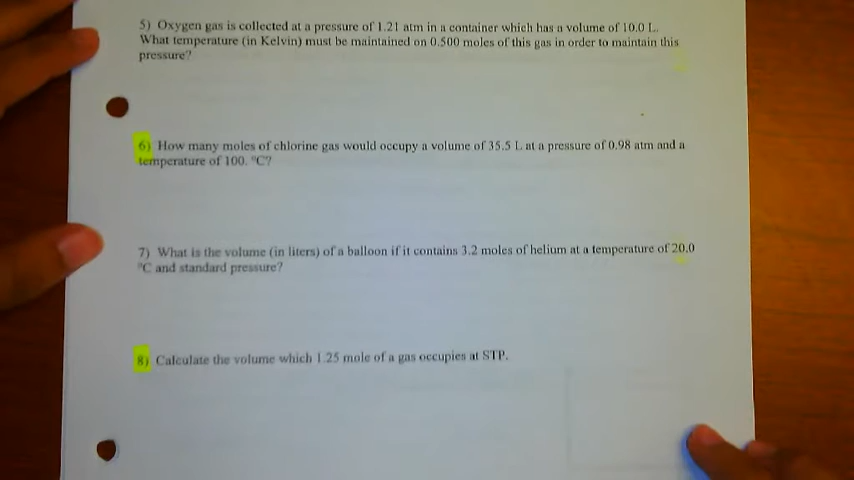 5) Oxygen gas is collected at a pressure of 1.21 atm in a container which has a volume of 10.0 L.
What temperature (in Kelvin) must be maintained on 0.500 moles of this gas in order to maintain this
pressure?
6) How many moles of chlorine gas would occupy a volume of 35.5 L at a pressure of 0.98 atm and a
temperature of 100. °C?
7) What is the volume (in liters) of a balloon if it contains 3.2 moles of helium at a temperature of 20.0
°C and standard pressure?
8) Calculate the volume which 1.25 mole of a gas occupies at STP.